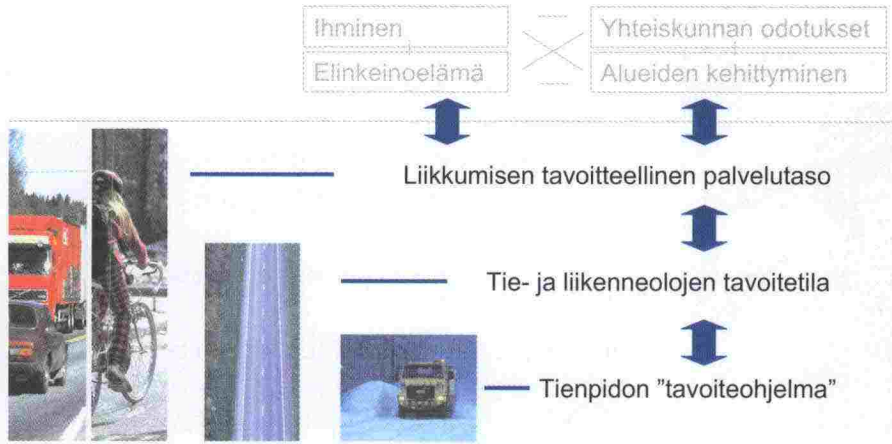 Ihminen
Yhteiskunnan odotukset
Elinkeinoelämä
Alueiden kehittyminen
Liikkumisen tavoitteellinen palvelutaso
Tie- ja liikenneolojen tavoitetila
Tienpidon "tavoiteohjelma"